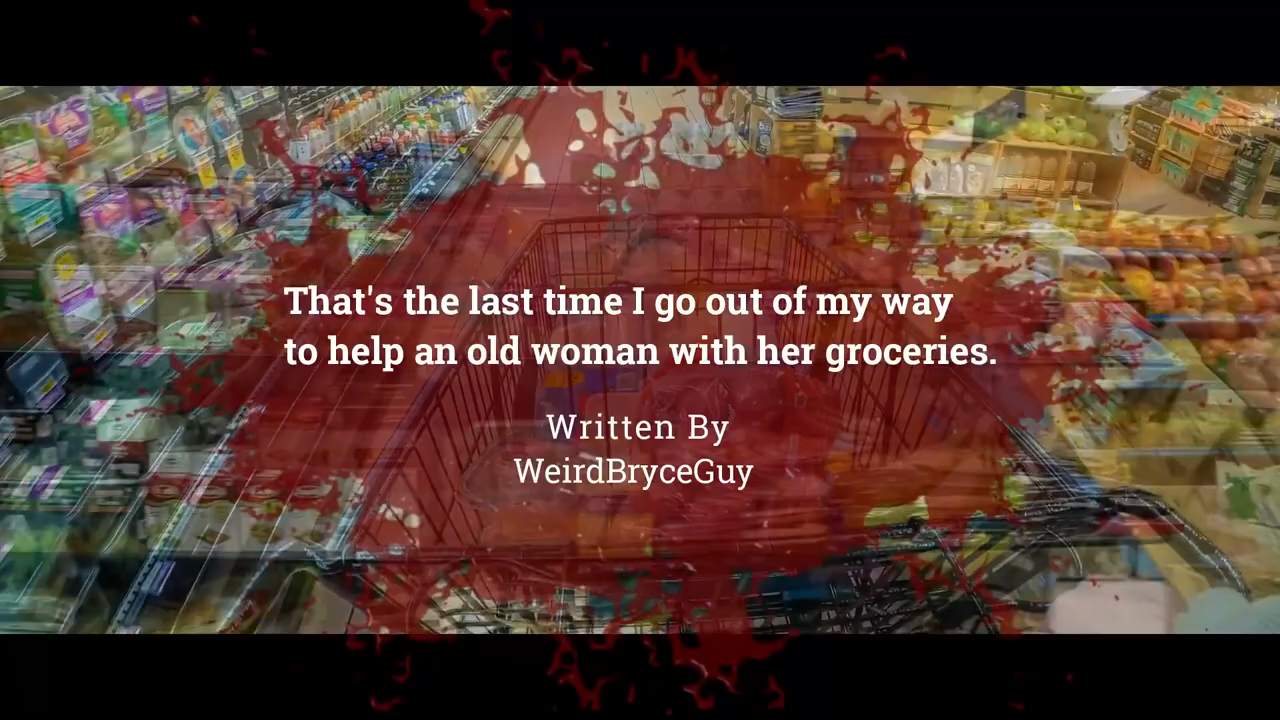 That's the last time I go out of my way
to help an old woman with her groceries.
Written By
WeirdBryceGuy